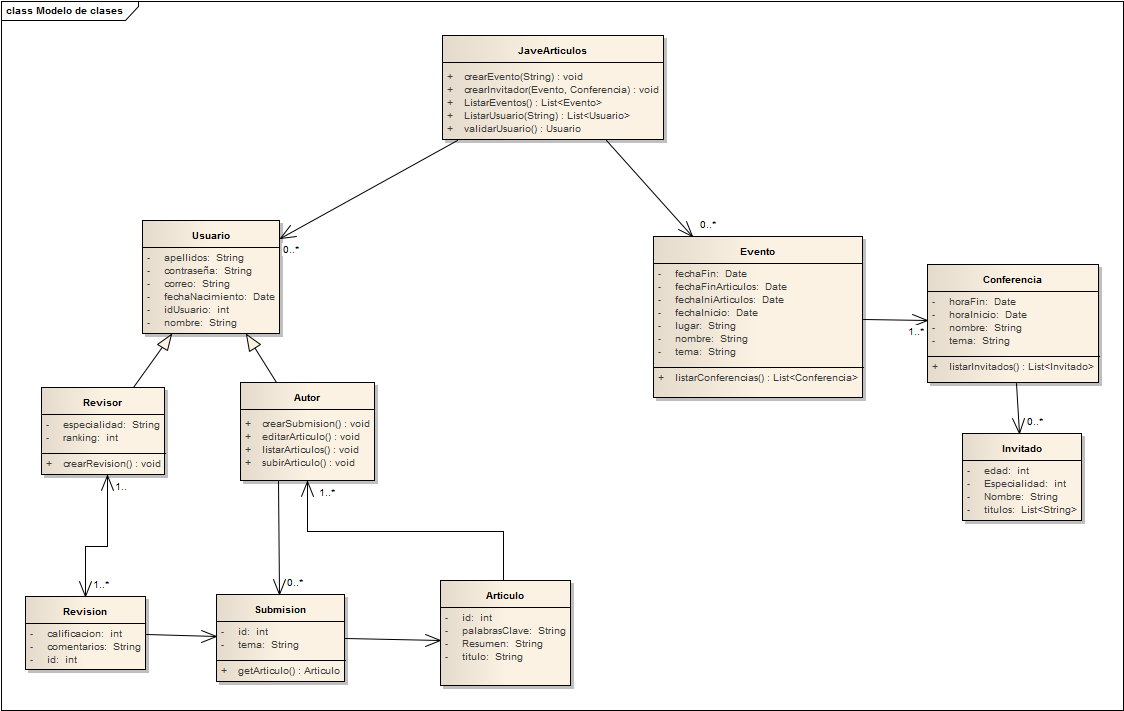 class Modelo de clases
JaveArticulos
+ crearEvento(String) : void
+ crearInvitador(Evento, Conferencia) : void
+ ListarEventos() : List<Evento>
+ ListarUsuario(String) : List<Usuario>
+ validarUsuario() : Usuario
0..*
0..*
Usuario
- apellidos: String
- contraseña: String
- correo: String
- fechaNacimiento: Date
- idUsuario: int
- nombre: String
Evento
- fechaFin: Date
- fechaFinArticulos: Date
- fechaIniArticulos: Date
- fechaInicio: Date
- lugar: String
- nombre: String
- tema: String
+ listarConferencias() : List<Conferencia>
1..*
Conferencia
- horaFin: Date
- horaInicio: Date
- nombre: String
- tema: String
+ listarInvitados() : List<Invitado>
0..*
Revisor
- especialidad: String
- ranking: int
+ crearRevision() : void
1..
Autor
+ crearSubmision() : void
+ editarArticulo() : void
+ listarArticulos() : void
+ subirArticulo() : void
1..*
Invitado
- edad: int
- Especialidad: int
- Nombre: String
- titulos: List<String>
1..*
0..*
Revision
- calificacion: int
- comentarios: String
- id: int
Submision
- id: int
- tema: String
+ getArticulo() : Articulo
Articulo
- id: int
- palabrasClave: String
- Resumen: String
- titulo: String